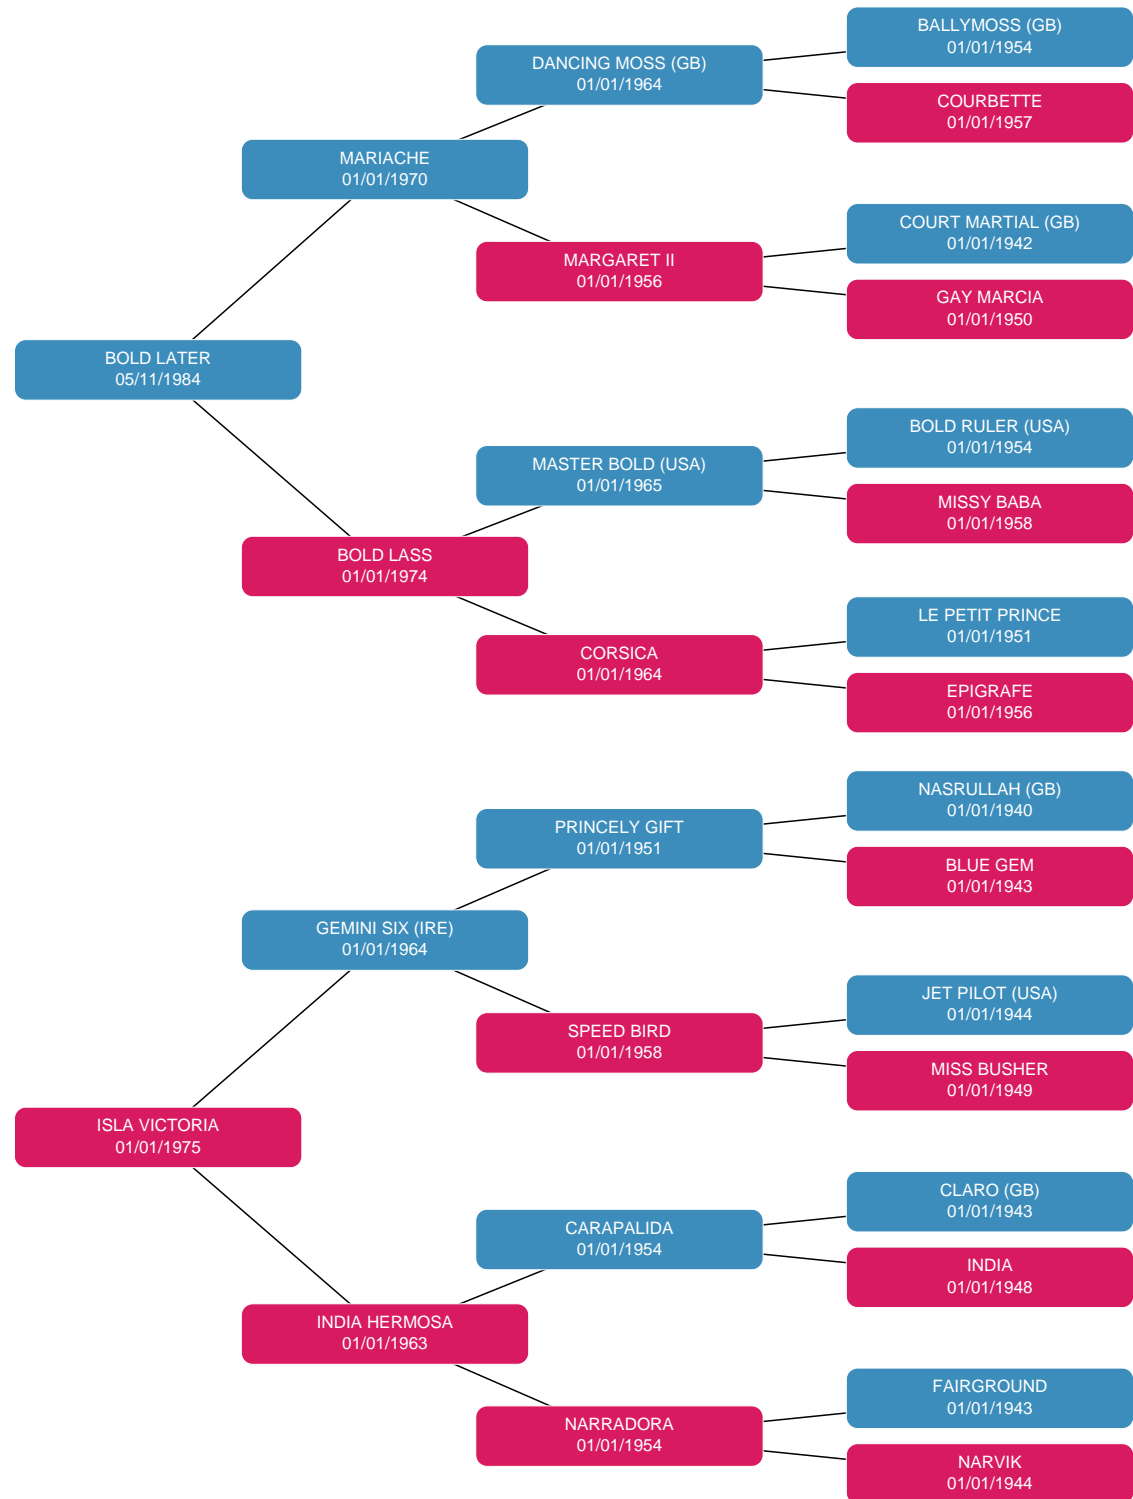 BALLYMOSS (GB)
01/01/1954
DANCING MOSS (GB)
01/01/1964
COURBETTE
01/01/1957
MARIACHE
01/01/1970
COURT MARTIAL (GB)
01/01/1942
MARGARET II
01/01/1956
GAY MARCIA
01/01/1950
BOLD LATER
05/11/1984
BOLD RULER (USA)
01/01/1954
MASTER BOLD (USA)
01/01/1965
MISSY BABA
01/01/1958
BOLD LASS
01/01/1974
LE PETIT PRINCE
01/01/1951
CORSICA
01/01/1964
EPIGRAFE
01/01/1956
NASRULLAH (GB)
01/01/1940
PRINCELY GIFT
01/01/1951
BLUE GEM
01/01/1943
GEMINI SIX (IRE)
01/01/1964
JET PILOT (USA)
01/01/1944
SPEED BIRD
01/01/1958
MISS BUSHER
01/01/1949
ISLA VICTORIA
01/01/1975
CLARO (GB)
01/01/1943
CARAPALIDA
01/01/1954
INDIA
01/01/1948
INDIA HERMOSA
01/01/1963
FAIRGROUND
01/01/1943
NARRADORA
01/01/1954
NARVIK
01/01/1944